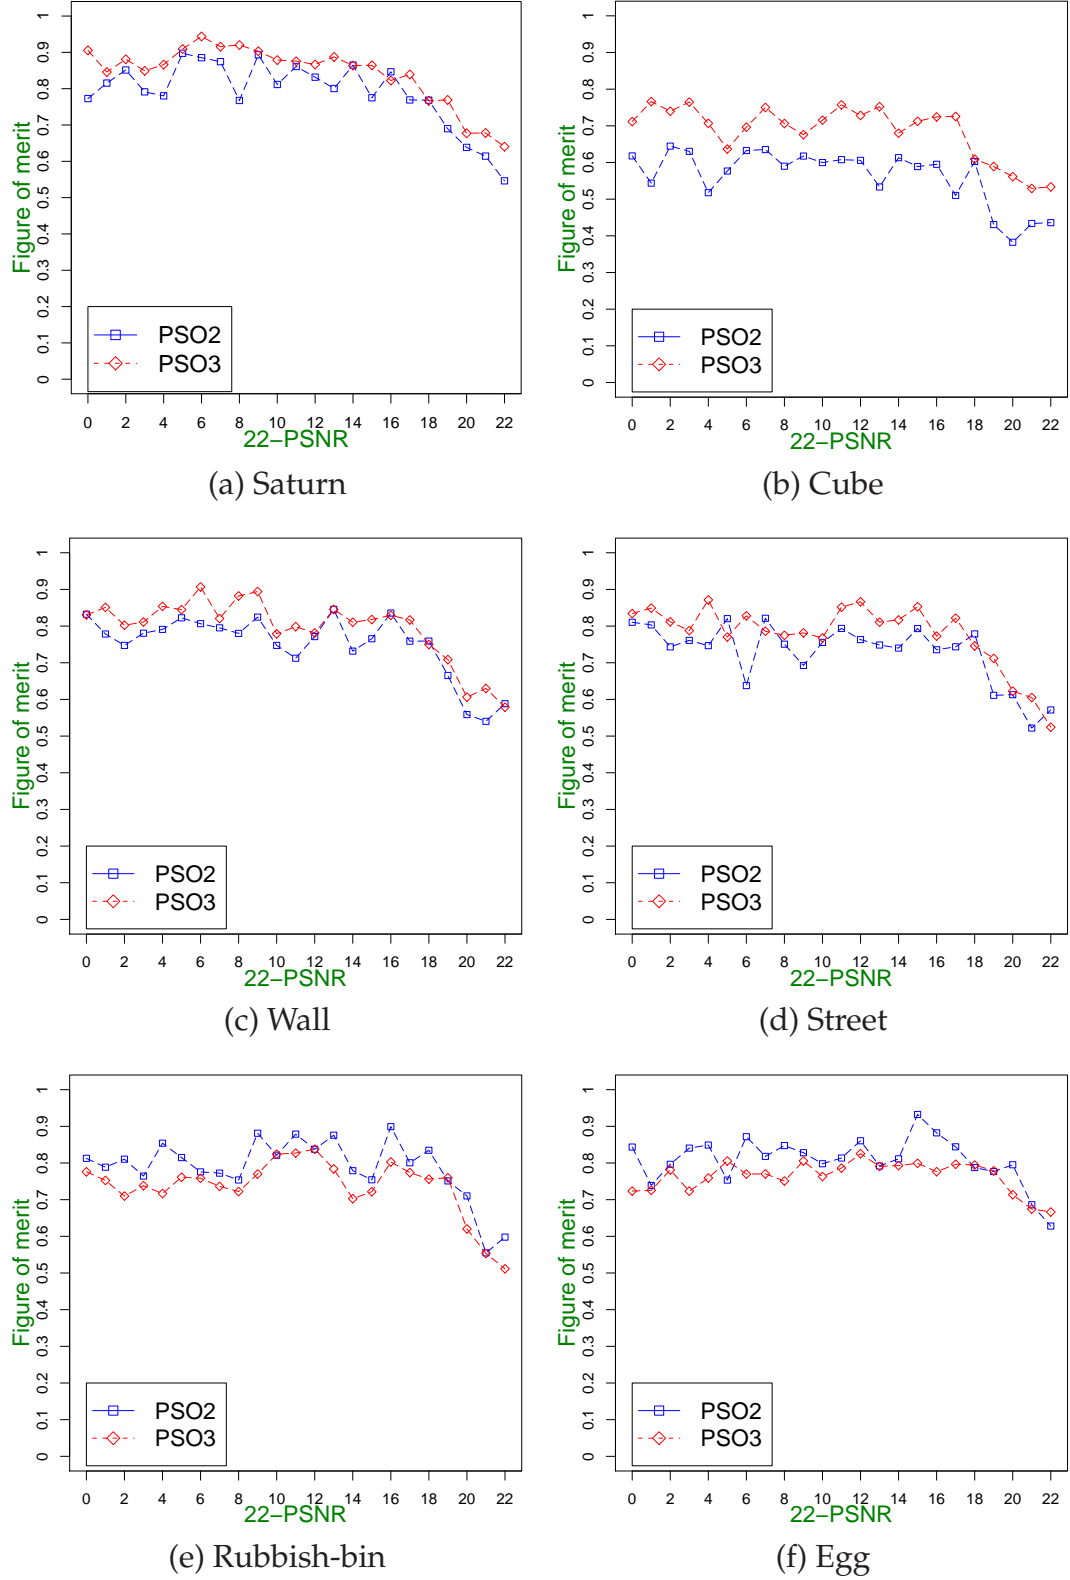 Figure of merit
0 0.1 0.2 0.3 0.4 0.5 0.6 0.7 0.8 0.9 1
PSO2
PSO3
0 2 4 6 8 10 12 14 16 18 20 22
22−PSNR
(a) Saturn
Figure of merit
0 0.1 0.2 0.3 0.4 0.5 0.6 0.7 0.8 0.9 1
PSO2
PSO3
0 2 4 6 8 10 12 14 16 18 20 22
22−PSNR
(b) Cube
Figure of merit
0 0.1 0.2 0.3 0.4 0.5 0.6 0.7 0.8 0.9 1
PSO2
PSO3
0 2 4 6 8 10 12 14 16 18 20 22
22−PSNR
(c) Wall
Figure of merit
0 0.1 0.2 0.3 0.4 0.5 0.6 0.7 0.8 0.9 1
PSO2
PSO3
0 2 4 6 8 10 12 14 16 18 20 22
22−PSNR
(d) Street
Figure of merit
0 0.1 0.2 0.3 0.4 0.5 0.6 0.7 0.8 0.9 1
PSO2
PSO3
0 2 4 6 8 10 12 14 16 18 20 22
22−PSNR
(e) Rubbish-bin
Figure of merit
0 0.1 0.2 0.3 0.4 0.5 0.6 0.7 0.8 0.9 1
PSO2
PSO3
0 2 4 6 8 10 12 14 16 18 20 22
22−PSNR
(f) Egg